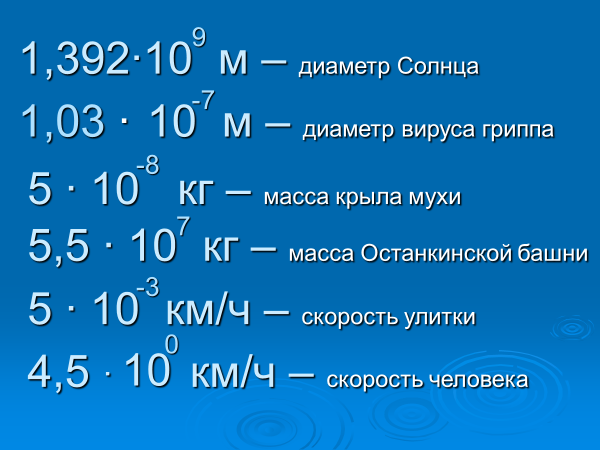 1,392·10⁹ м – диаметр Солнца
1,03 · 10⁻⁷ м – диаметр вируса гриппа
5 · 10⁻⁸ кг – масса крыла мухи
5,5 · 10⁷ кг – масса Останкинской башни
5 · 10⁻³ км/ч – скорость улитки
4,5 · 10⁰ км/ч – скорость человека